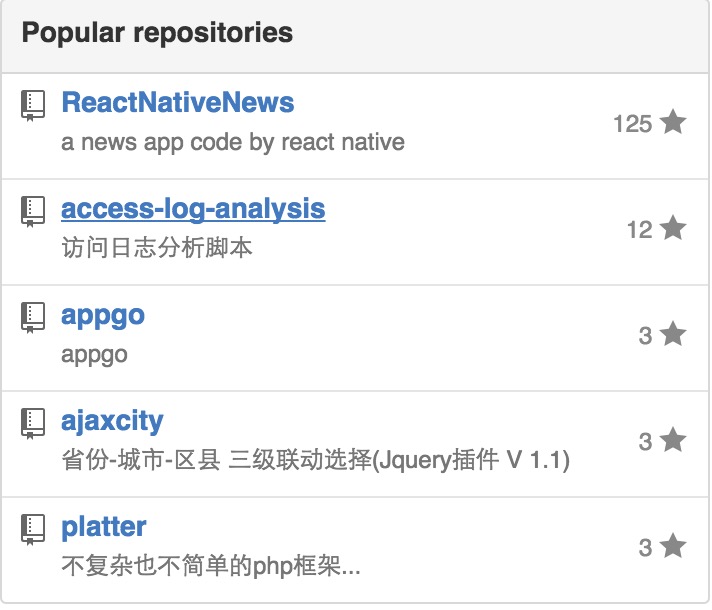 Popular repositories
ReactNativeNews
a news app code by react native
125
access-log-analysis
访问日志分析脚本
12
appgo
appgo
3
ajaxcity
省份-城市-区县 三级联动选择(Jquery插件 V 1.1)
3
platter
不复杂也不简单的php框架...
3